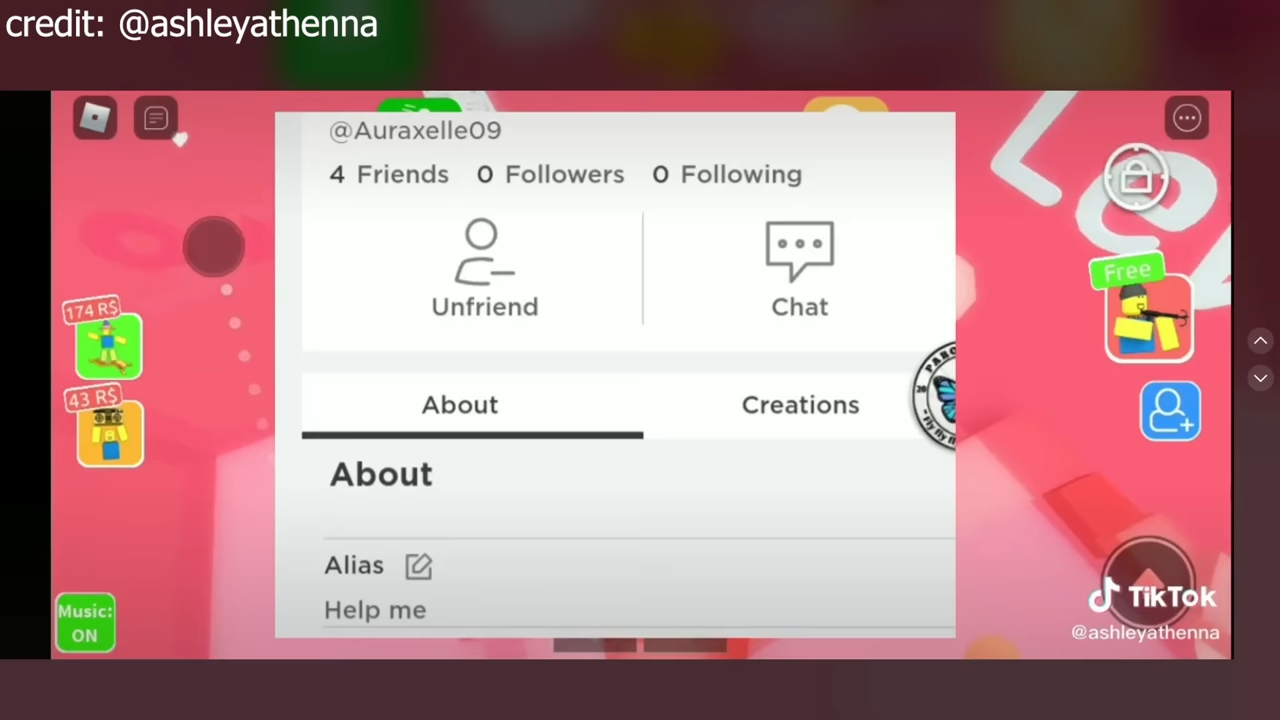 credit: @ashleyathenna
@Auraxelle09
4 Friends 0 Followers 0 Following
Unfriend
Chat
Free
174 R$
43 R$
About
Creations
About
Alias
Help me
Music:
ON
TikTok
@ashleyathenna